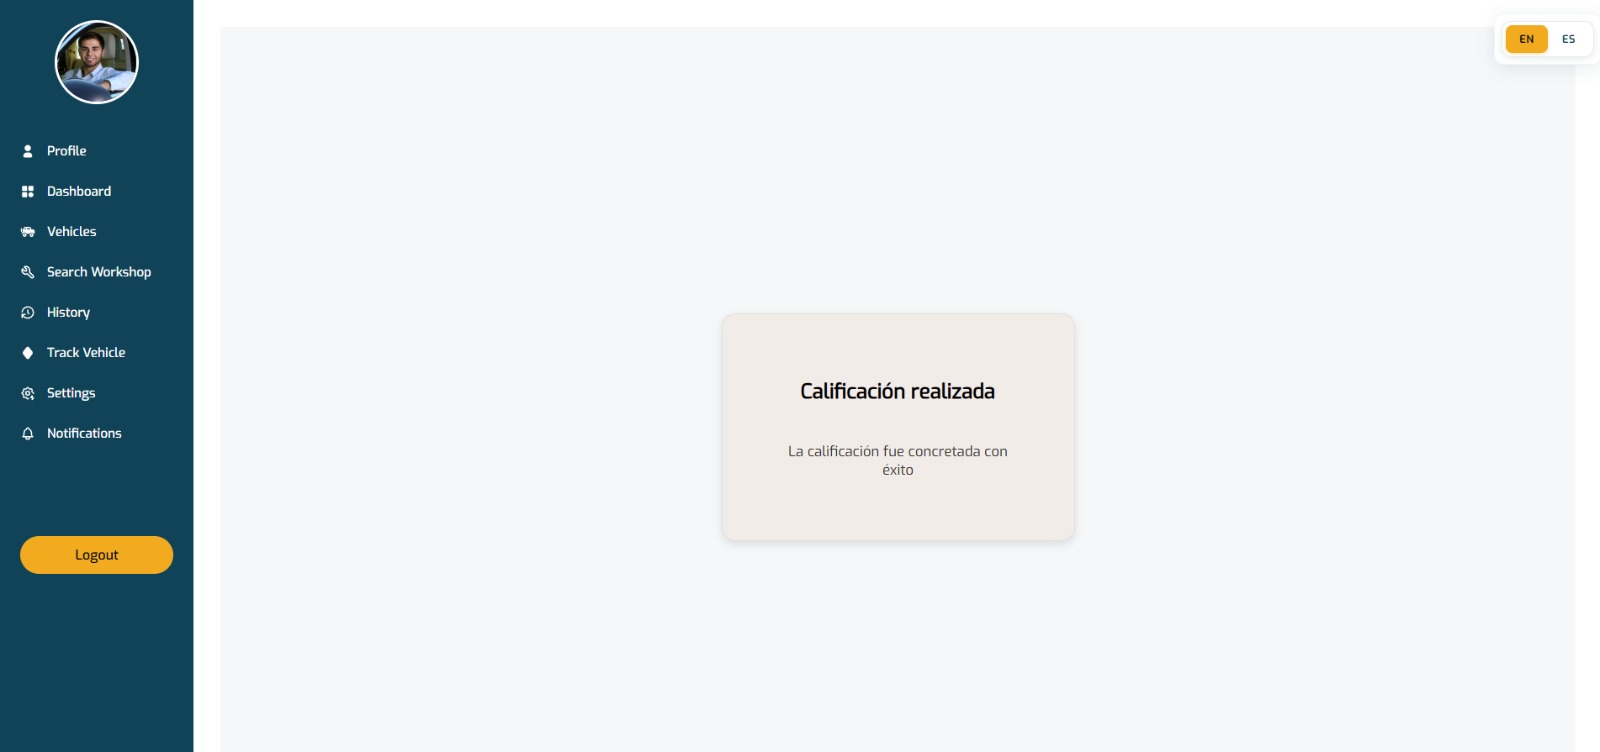 EN ES
Profile
Dashboard
Vehicles
Search Workshop
History
Track Vehicle
Settings
Notifications
Logout
Calificación realizada
La calificación fue concretada con
éxito